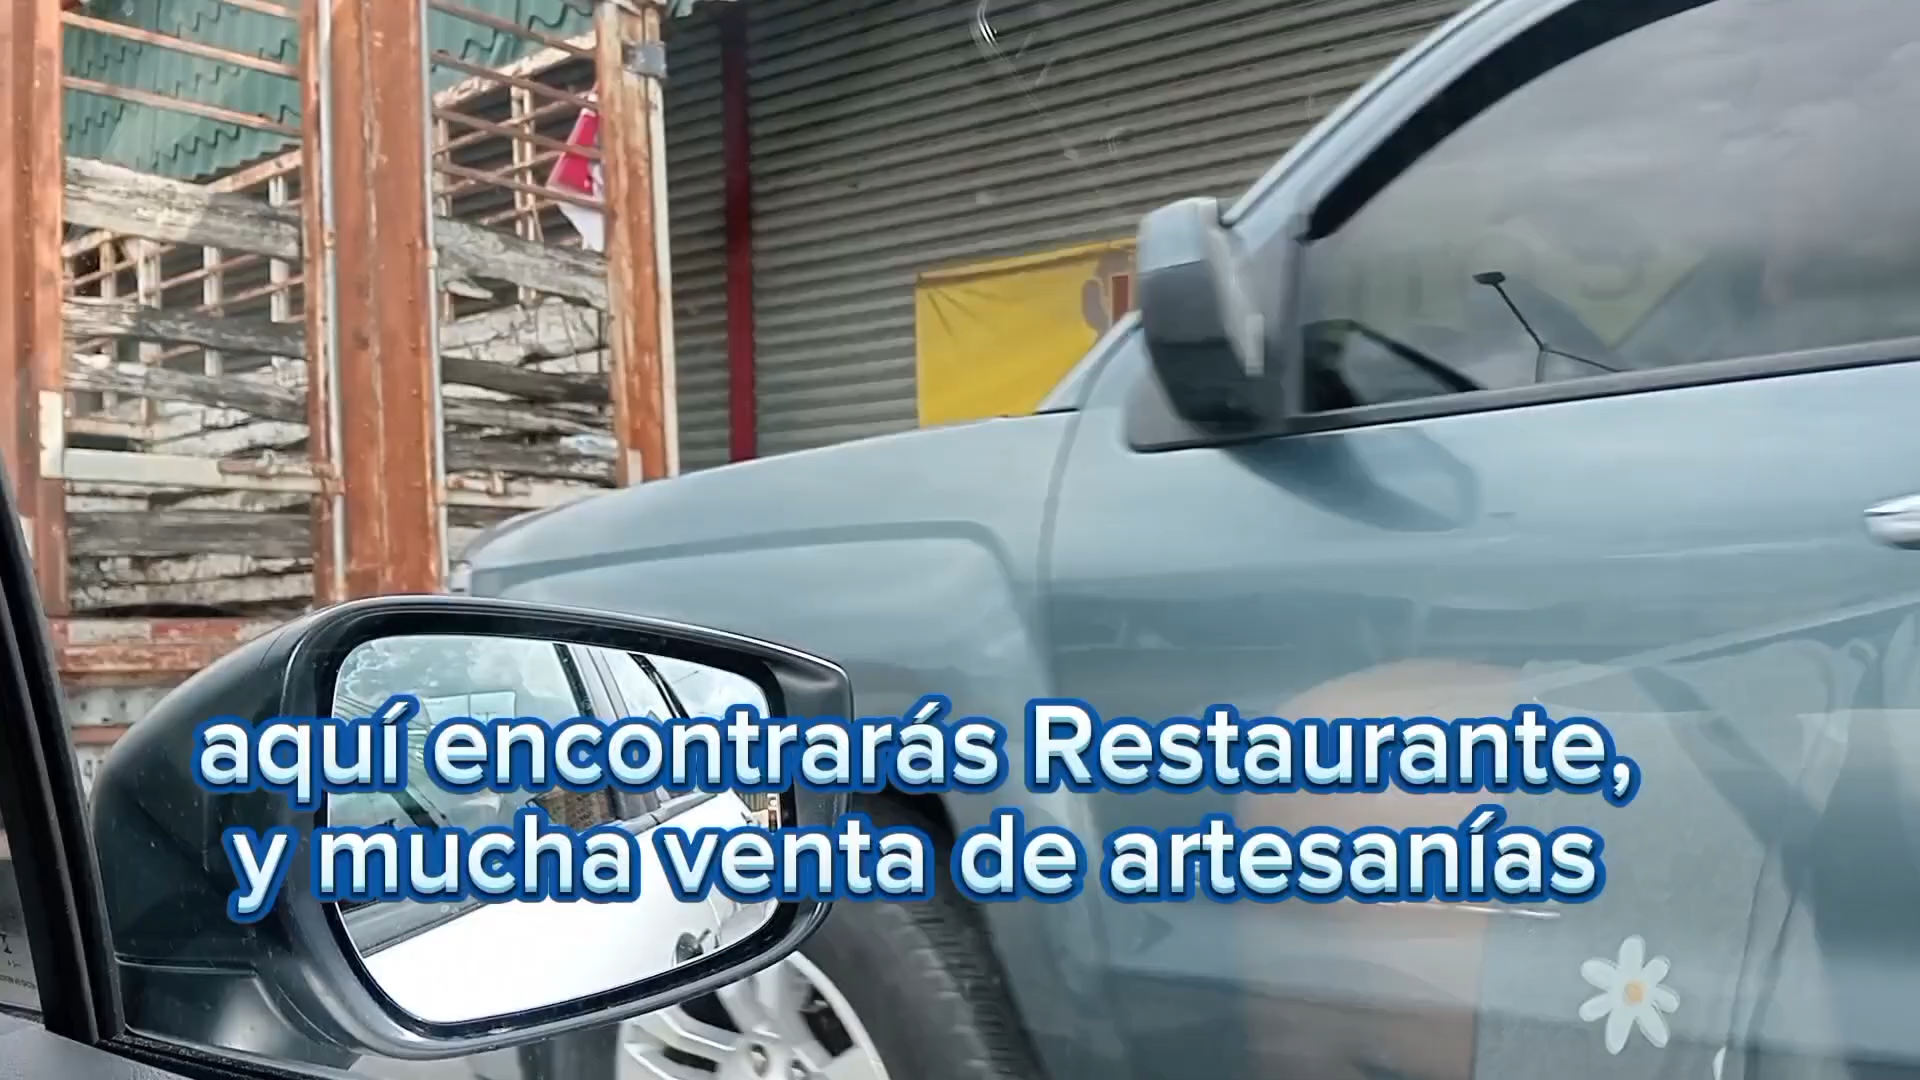 aquí encontrarás Restaurante,
y mucha venta de artesanías